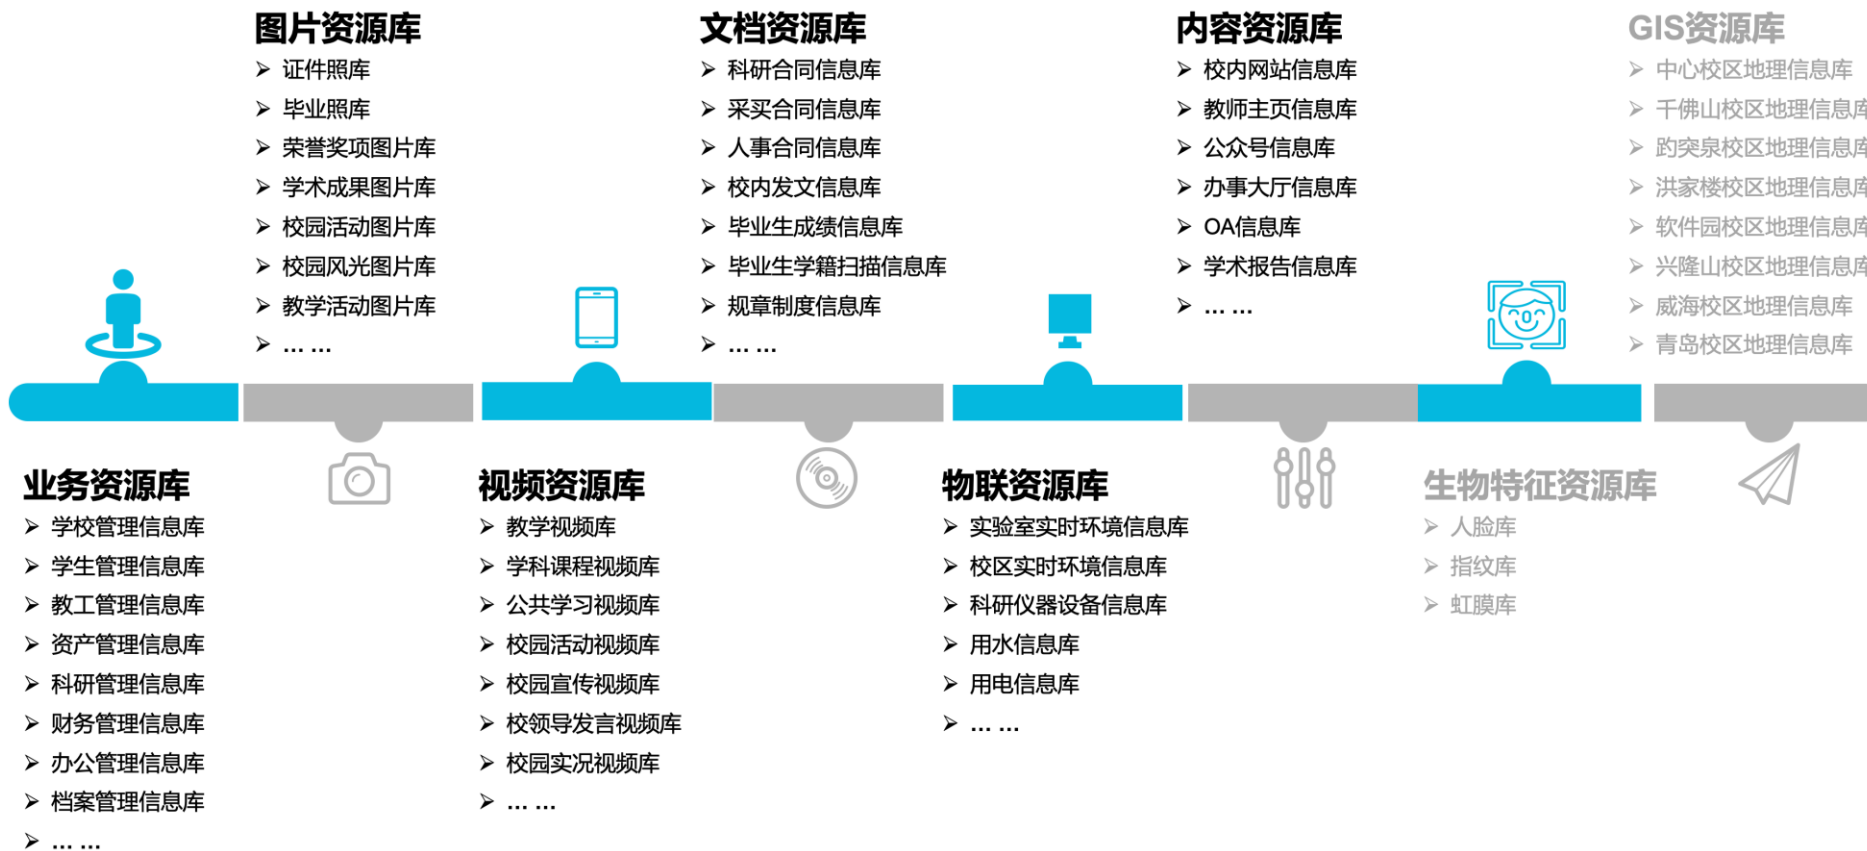 图片资源库
证件照库
毕业照库
荣誉奖项图片库
学术成果图片库
校园活动图片库
校园风光图片库
教学活动图片库
... ...
文档资源库
科研合同信息库
采买合同信息库
人事合同信息库
校内发文信息库
毕业生成绩信息库
毕业生学籍扫描信息库
规章制度信息库
... ...
内容资源库
校内网站信息库
教师主页信息库
公众号信息库
办事大厅信息库
OA信息库
学术报告信息库
... ...
GIS资源库
中心校区地理信息库
千佛山校区地理信息库
趵突泉校区地理信息库
洪家楼校区地理信息库
软件园校区地理信息库
兴隆山校区地理信息库
威海校区地理信息库
青岛校区地理信息库
业务资源库
学校管理信息库
学生管理信息库
教工管理信息库
资产管理信息库
科研管理信息库
财务管理信息库
办公管理信息库
档案管理信息库
... ...
视频资源库
教学视频库
学科课程视频库
公共学习视频库
校园活动视频库
校园宣传视频库
校领导发言视频库
校园实况视频库
... ...
物联资源库
实验室实时环境信息库
校区实时环境信息库
科研仪器设备信息库
用水信息库
用电信息库
... ...
生物特征资源库
人脸库
指纹库
虹膜库